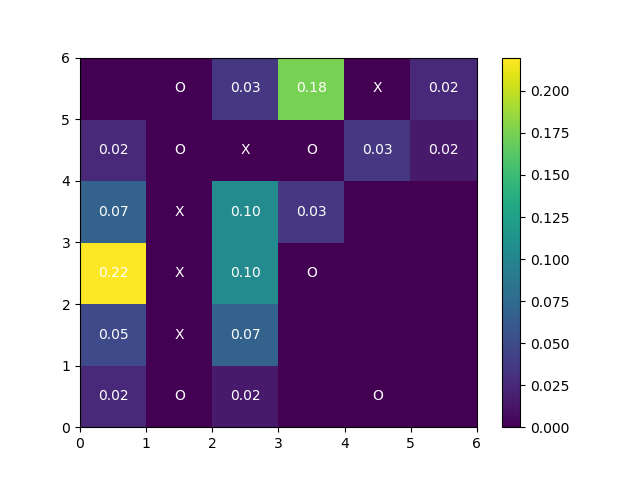 6
O 0.03 0.18 X 0.02
5
0.02 O X O 0.03 0.02
4
0.07 X 0.10 0.03
3
0.22 X 0.10 O
2
0.05 X 0.07
1
0.02 O 0.02 O
0
0 1 2 3 4 5 6
0.200
0.175
0.150
0.125
0.100
0.075
0.050
0.025
0.000